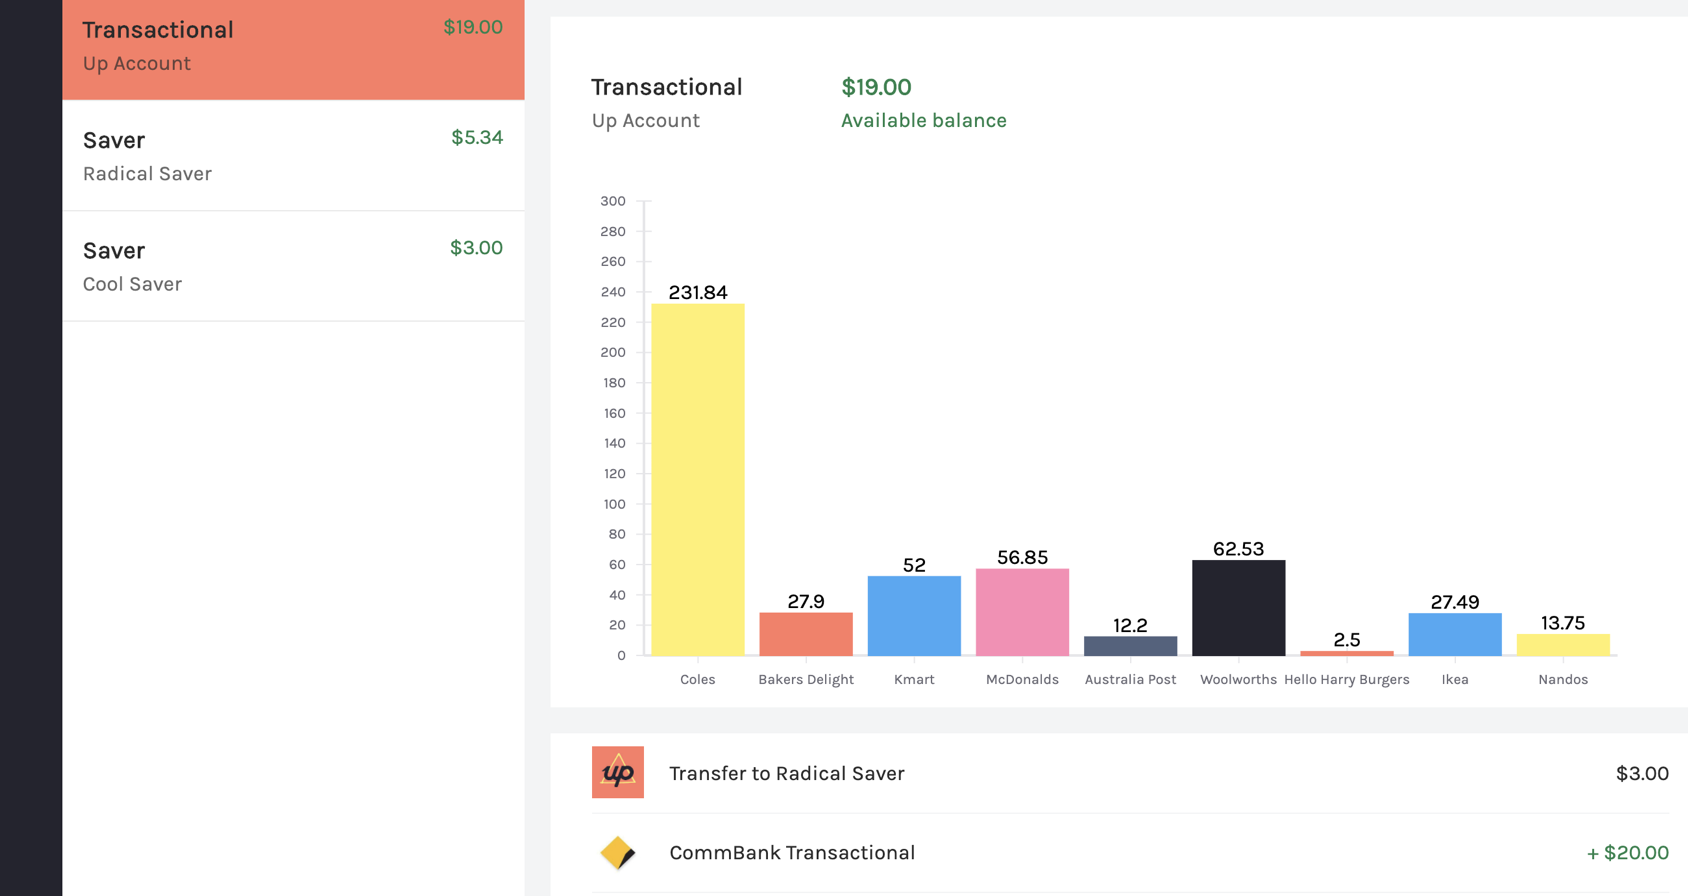 Transactional
$19.00
Up Account
Saver
$5.34
Radical Saver
Saver
$3.00
Cool Saver
Transactional
$19.00
Up Account
Available balance
300
280
260
240
220
200
180
160
140
120
100
80
60
40
20
0
231.84
27.9
52
56.85
12.2
62.53
2.5
27.49
13.75
Coles
Bakers Delight
Kmart
McDonalds
Australia Post
Woolworths
Hello Harry Burgers
Ikea
Nandos
up
Transfer to Radical Saver
$3.00
CommBank Transactional
+ $20.00